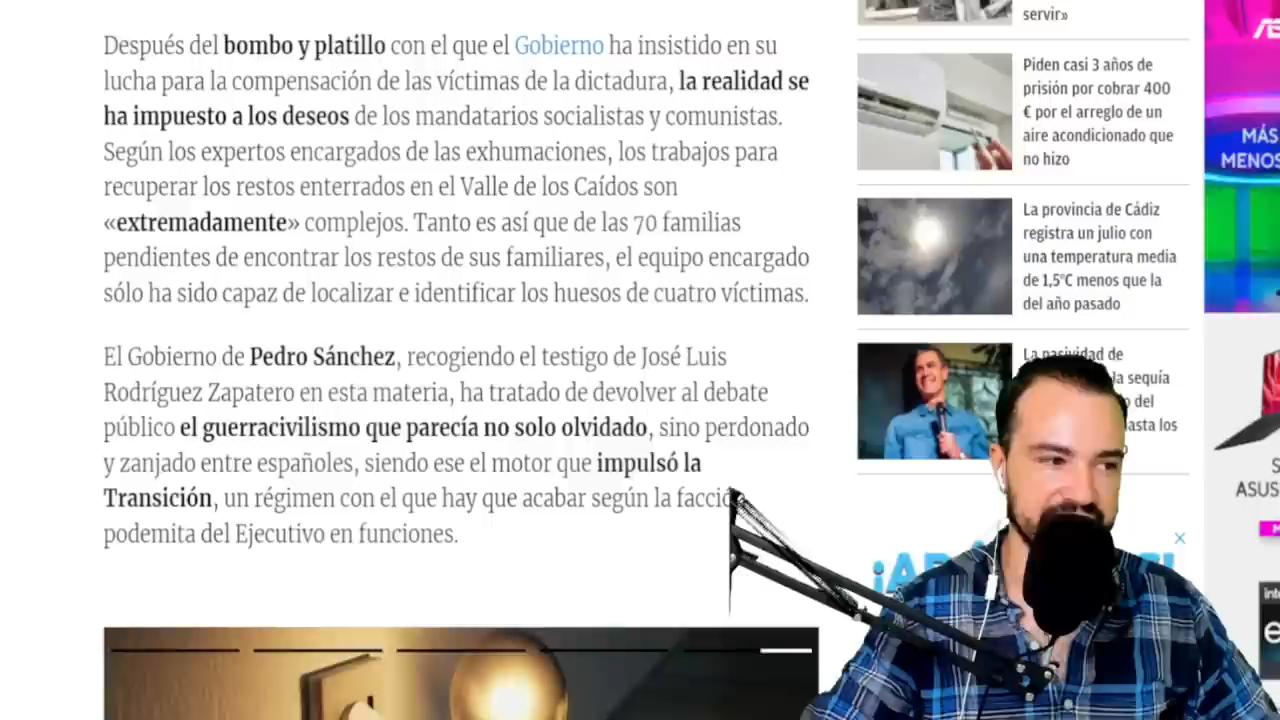 Después del bombo y platillo con el que el Gobierno ha insistido en su
lucha para la compensación de las víctimas de la dictadura, la realidad se
ha impuesto a los deseos de los mandatarios socialistas y comunistas.
Según los expertos encargados de las exhumaciones, los trabajos para
recuperar los restos enterrados en el Valle de los Caídos son
«extremadamente» complejos. Tanto es así que de las 70 familias
pendientes de encontrar los restos de sus familiares, el equipo encargado
sólo ha sido capaz de localizar e identificar los huesos de cuatro víctimas.
El Gobierno de Pedro Sánchez, recogiendo el testigo de José Luis
Rodríguez Zapatero en esta materia, ha tratado de devolver al debate
público el guerracivilismo que parecía no solo olvidado, sino perdonado
y zanjado entre españoles, siendo ese el motor que impulsó la
Transición, un régimen con el que hay que acabar según la
podemita del Ejecutivo en funciones.
servir»
Piden casi 3 años de
prisión por cobrar 400
€ por el arreglo de un
aire acondicionado que
no hizo
La provincia de Cádiz
registra un julio con
una temperatura media
de 1,5°C menos que la
del año pasado
La pasividad de
la sequía
del
hasta los
MÁS
MENOS
ASUS